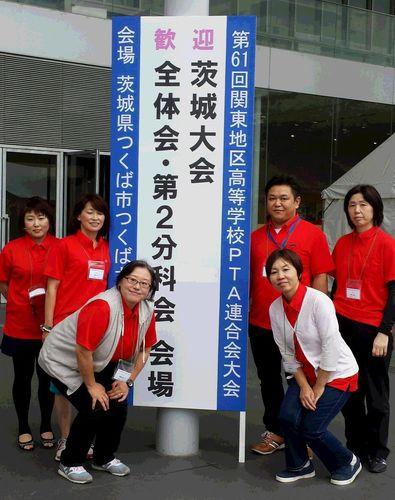 第61回関東地区高等学校PTA連合会大会
歓迎
茨城大会
全体会・第2分科会 会場
会場 茨城県つくば市つくば